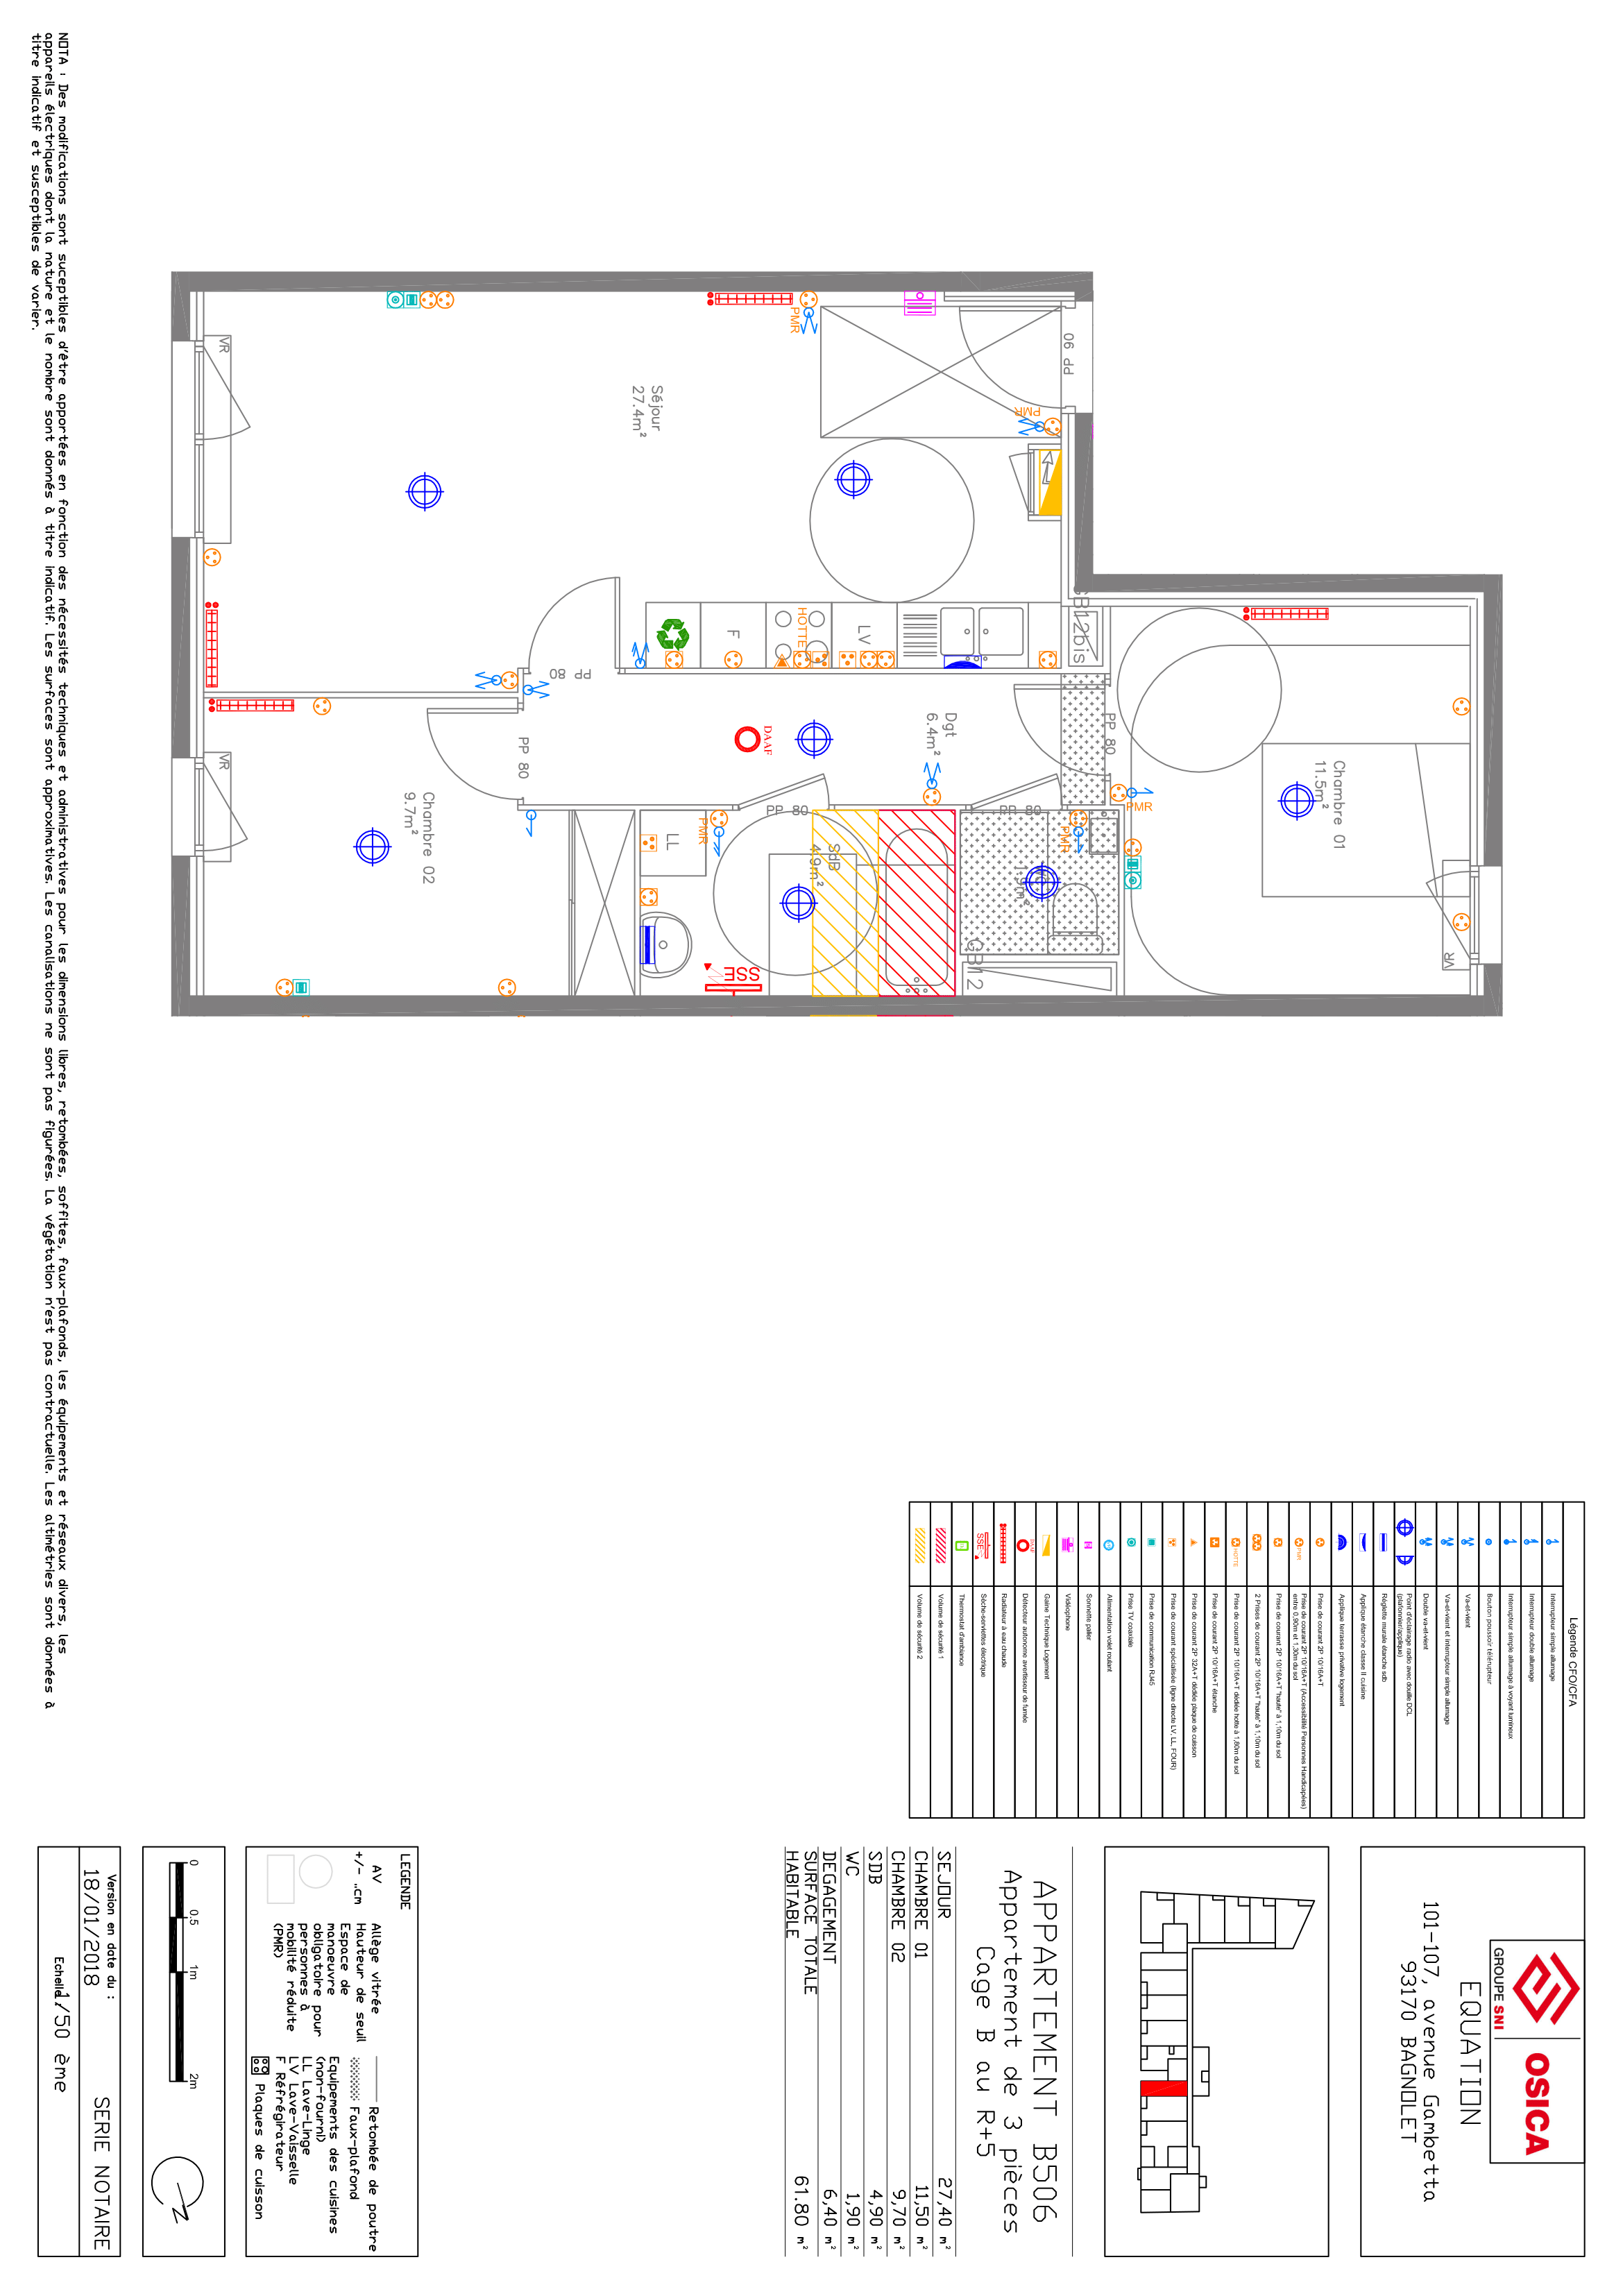 NOTA : Des modifications sont suceptibles d'être apportées en fonction des nécessités techniques et administratives pour les dimensions libres, retombées, soffites, faux-plafonds, les équipements et réseaux divers, les
appareils électriques dont la nature et le nombre sont donnés à titre indicatif. Les surfaces sont approximatives. Les canalisations ne sont pas figurées. La végétation n'est pas contractuelle. Les altimétries sont données à
titre indicatif et susceptibles de varier.
VR
VR
VR
Séjour
27.4m²
PMR
PMR
PP 90
HOTTE
F
LV
GB12bis
PP 80
PP 80
PP 80
PP 80
PP 80
DAAF
Dgt
6.4m²
Chambre 01
11.5m²
PMR
Chambre 02
9.7m²
LL
PMR
SdB
4.9m²
PMR
WC
1.9m²
GB12
SSE
Légende CFO/CFA
Interrupteur simple allumage
Interrupteur double allumage
Interrupteur simple allumage à voyant lumineux
Bouton poussoir télérupteur
Va-et-vient
Va-et-vient et interrupteur simple allumage
Double va-et-vient
Point d'éclairage radio avec douille DCL
(plafonnier/applique)
Réglette murale étanche sdb
Applique étanche classe II cuisine
Applique terrasse privative logement
Prise de courant 2P 10/16A+T
PMR
Prise de courant 2P 10/16A+T (Accessibilité Personnes Handicapées)
entre 0,90m et 1,30m du sol
Prise de courant 2P 10/16A+T "haute" à 1,10m du sol
2 Prises de courant 2P 10/16A+T "haute" à 1,10m du sol
HOTTE
Prise de courant 2P 10/16A+T dédiée hotte à 1,80m du sol
Prise de courant 2P 10/16A+T étanche
Prise de courant 2P 32A+T dédiée plaque de cuisson
Prise de courant spécialisée (ligne directe LV, LL, FOUR)
Prise de communication RJ45
Prise TV coaxiale
Alimentation volet roulant
Sonnette palier
Vidéophone
Gaine Technique Logement
DAAF
Détecteur autonome avertisseur de fumée
Radiateur à eau chaude
SSE
Sèche-serviettes électrique
Thermostat d'ambiance
Volume de sécurité 1
Volume de sécurité 2
GROUPE SNI
OSICA
EQUATION
101-107, avenue Gambetta
93170 BAGNOLET
APPARTEMENT B506
Appartement de 3 pièces
Cage B au R+5
SEJOUR 27,40 m²
CHAMBRE 01 11,50 m²
CHAMBRE 02 9,70 m²
SDB 4,90 m²
WC 1,90 m²
DEGAGEMENT 6,40 m²
SURFACE TOTALE
HABITABLE 61.80 m²
LEGENDE
AV Allège vitrée
+/- ..cm Hauteur de seuil
Espace de
manoeuvre
obligatoire pour
personnes à
mobilité réduite
(PMR)
Retombée de poutre
Faux-plafond
Equipements des cuisines
(non-fourni)
LL Lave-Linge
LV Lave-Vaisselle
F Réfrigérateur
Plaques de cuisson
0 0.5 1m 2m
N
Version en date du :
18/01/2018
SERIE NOTAIRE
Echelle 1/50 ème